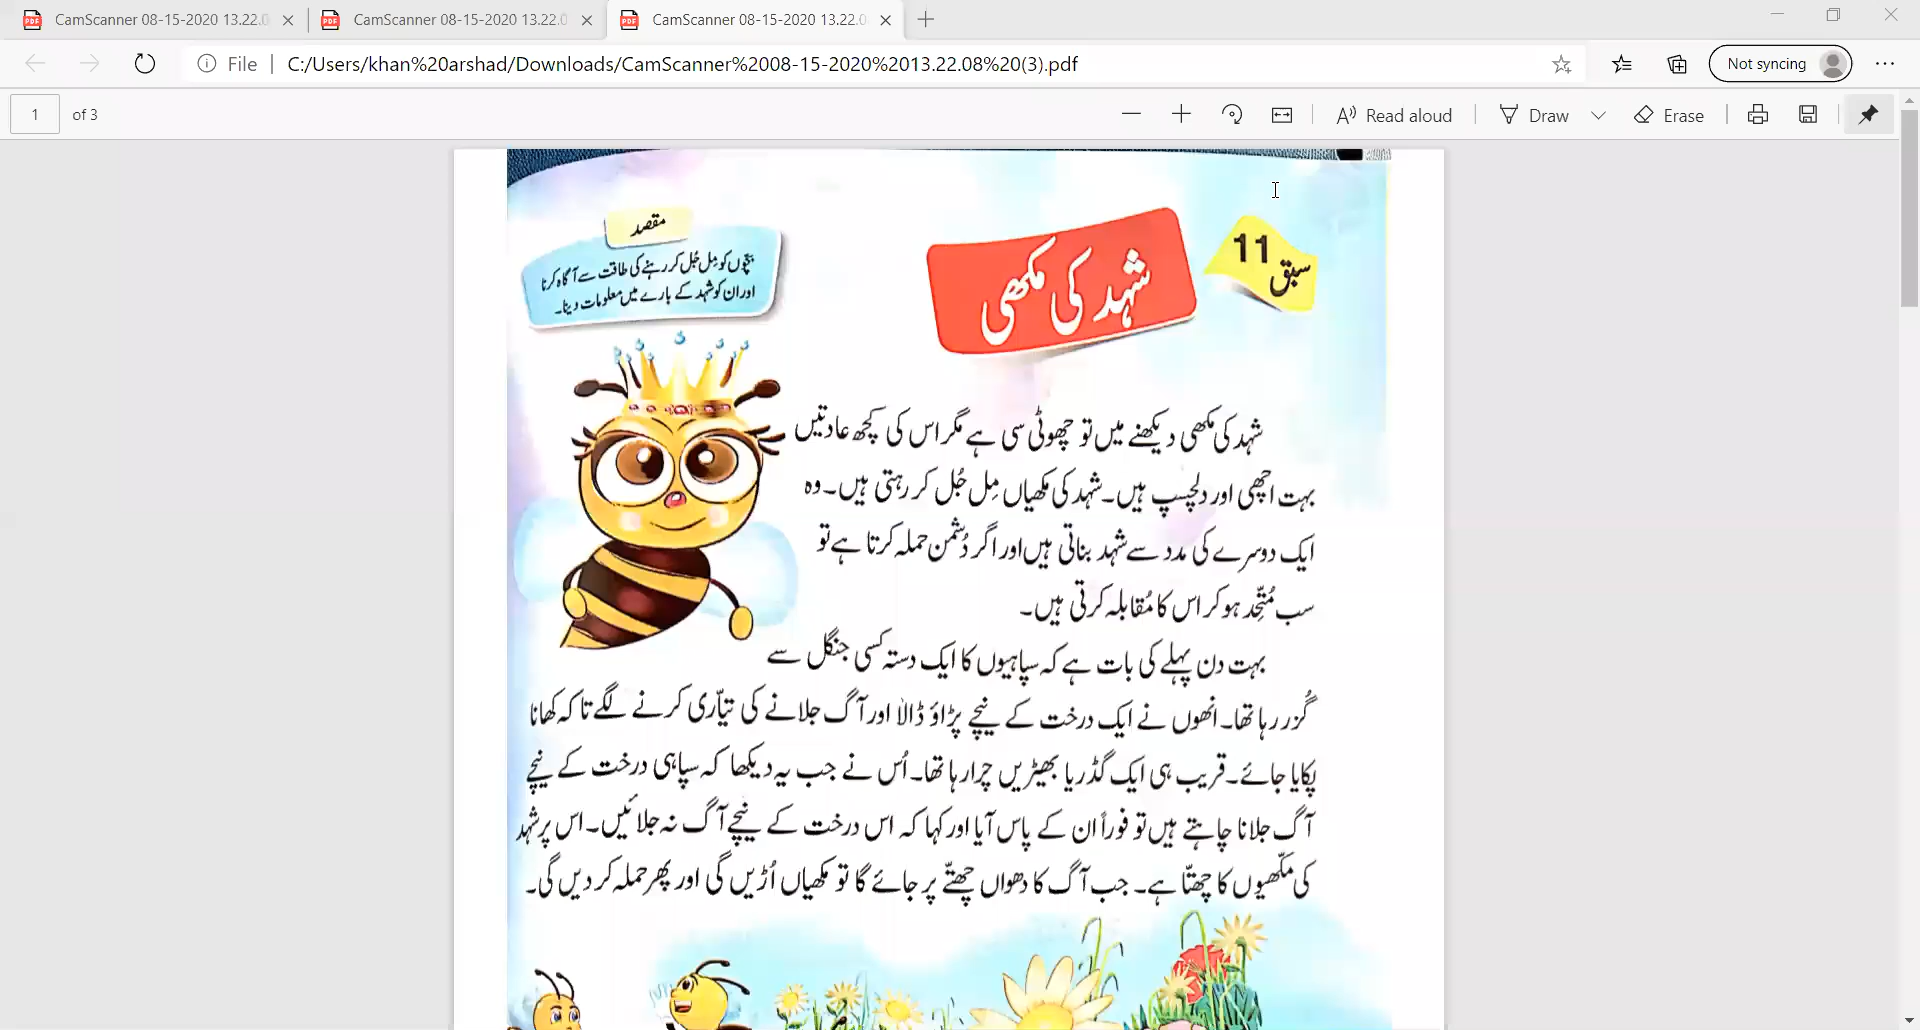 CamScanner 08-15-2020 13.22.0
CamScanner 08-15-2020 13.22.0
CamScanner 08-15-2020 13.22.0
File
C:/Users/khan%20arshad/Downloads/CamScanner%2008-15-2020%2013.22.08%20(3).pdf
Not syncing
1 of 3
Read aloud
Draw
Erase
سبق 11
شہد کی مکھی
مقصد
بچّوں کو مِل جُل کر رہنے کی طاقت سے آگاہ کرنا
اور ان کو شہد کے بارے میں معلومات دینا۔
شہد کی مکھی دیکھنے میں تو چھوٹی سی ہے مگر اس کی کچھ عادتیں
بہت اچھی اور دلچسپ ہیں۔ شہد کی مکھیاں مِل جُل کر رہتی ہیں۔ وہ
ایک دوسرے کی مدد سے شہد بناتی ہیں اور اگر دُشمن حملہ کرتا ہے تو
سب مُتّحِد ہو کر اس کا مُقابلہ کرتی ہیں۔
بہت دن پہلے کی بات ہے کہ سپاہیوں کا ایک دستہ کسی جنگل سے
گُزر رہا تھا۔ انھوں نے ایک درخت کے نیچے پڑاؤ ڈالا اور آگ جلانے کی تیّاری کرنے لگے تا کہ کھانا
پکایا جائے۔ قریب ہی ایک گڈریا بھیڑیں چرا رہا تھا۔ اُس نے جب یہ دیکھا کہ سپاہی درخت کے نیچے
آگ جلانا چاہتے ہیں تو فوراً ان کے پاس آیا اور کہا کہ اس درخت کے نیچے آگ نہ جلائیں۔ اس پر شہد
کی مکّھیوں کا چھتّا ہے۔ جب آگ کا دھواں چھتّے پر جائے گا تو مکھیاں اُڑیں گی اور پھر حملہ کر دیں گی۔